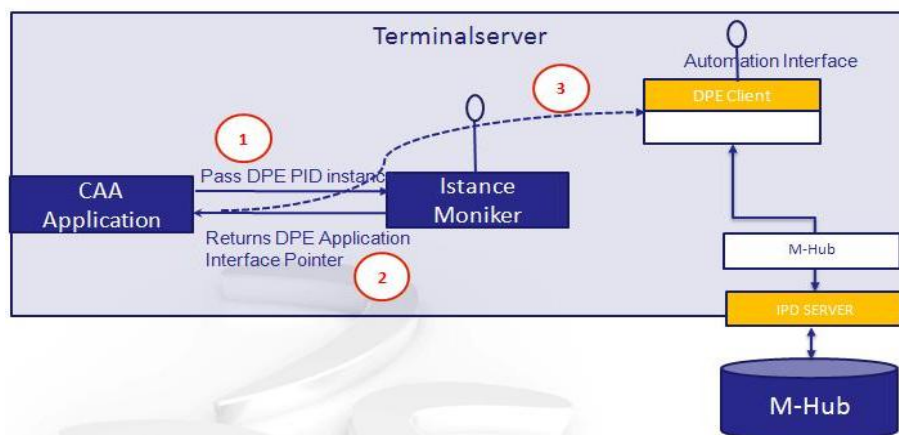 Terminalserver
Automation Interface
3
DPE Client
1
Pass DPE PID instanc
CAA
Application
Istance
Moniker
Returns DPE Application
Interface Pointer
2
M-Hub
IPD SERVER
M-Hub